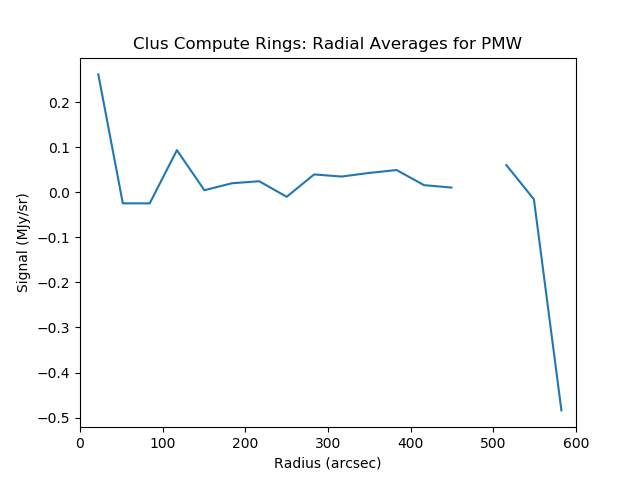 Clus Compute Rings: Radial Averages for PMW
Signal (MJy/sr)
0.2
0.1
0.0
−0.1
−0.2
−0.3
−0.4
−0.5
0 100 200 300 400 500 600
Radius (arcsec)